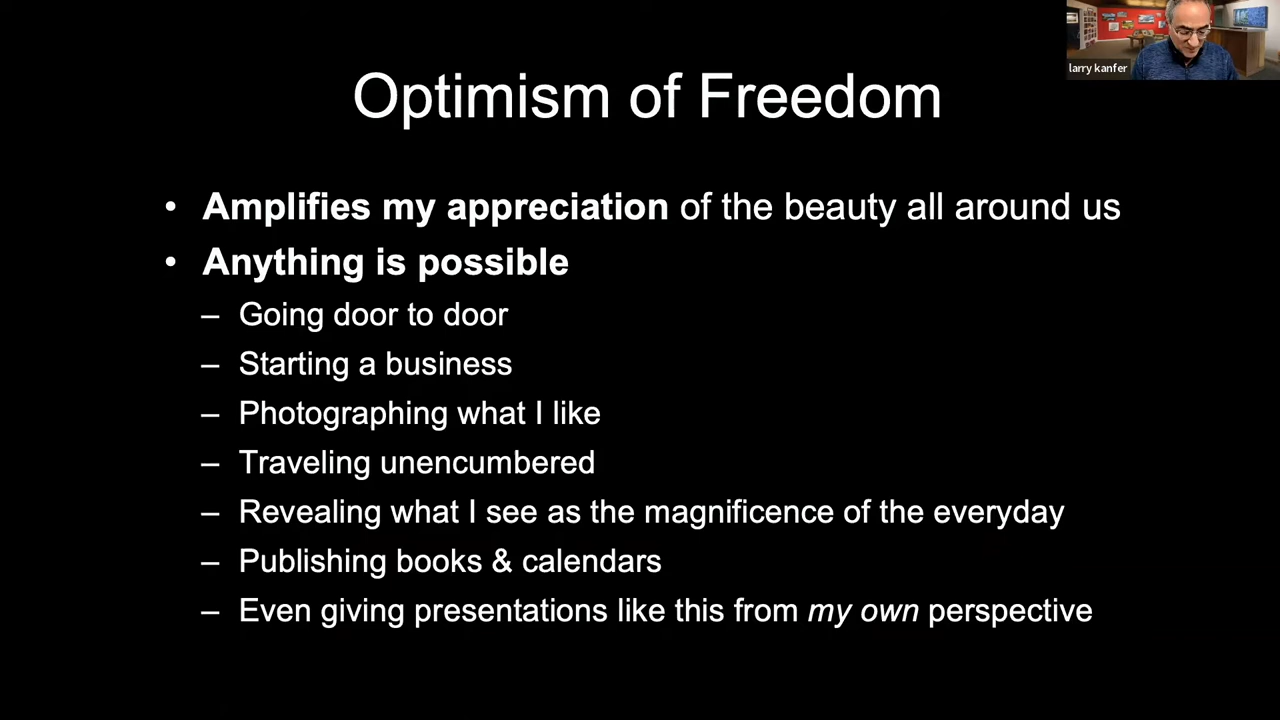 larry kanfer
Optimism of Freedom
• Amplifies my appreciation of the beauty all around us
• Anything is possible
– Going door to door
– Starting a business
– Photographing what I like
– Traveling unencumbered
– Revealing what I see as the magnificence of the everyday
– Publishing books & calendars
– Even giving presentations like this from my own perspective